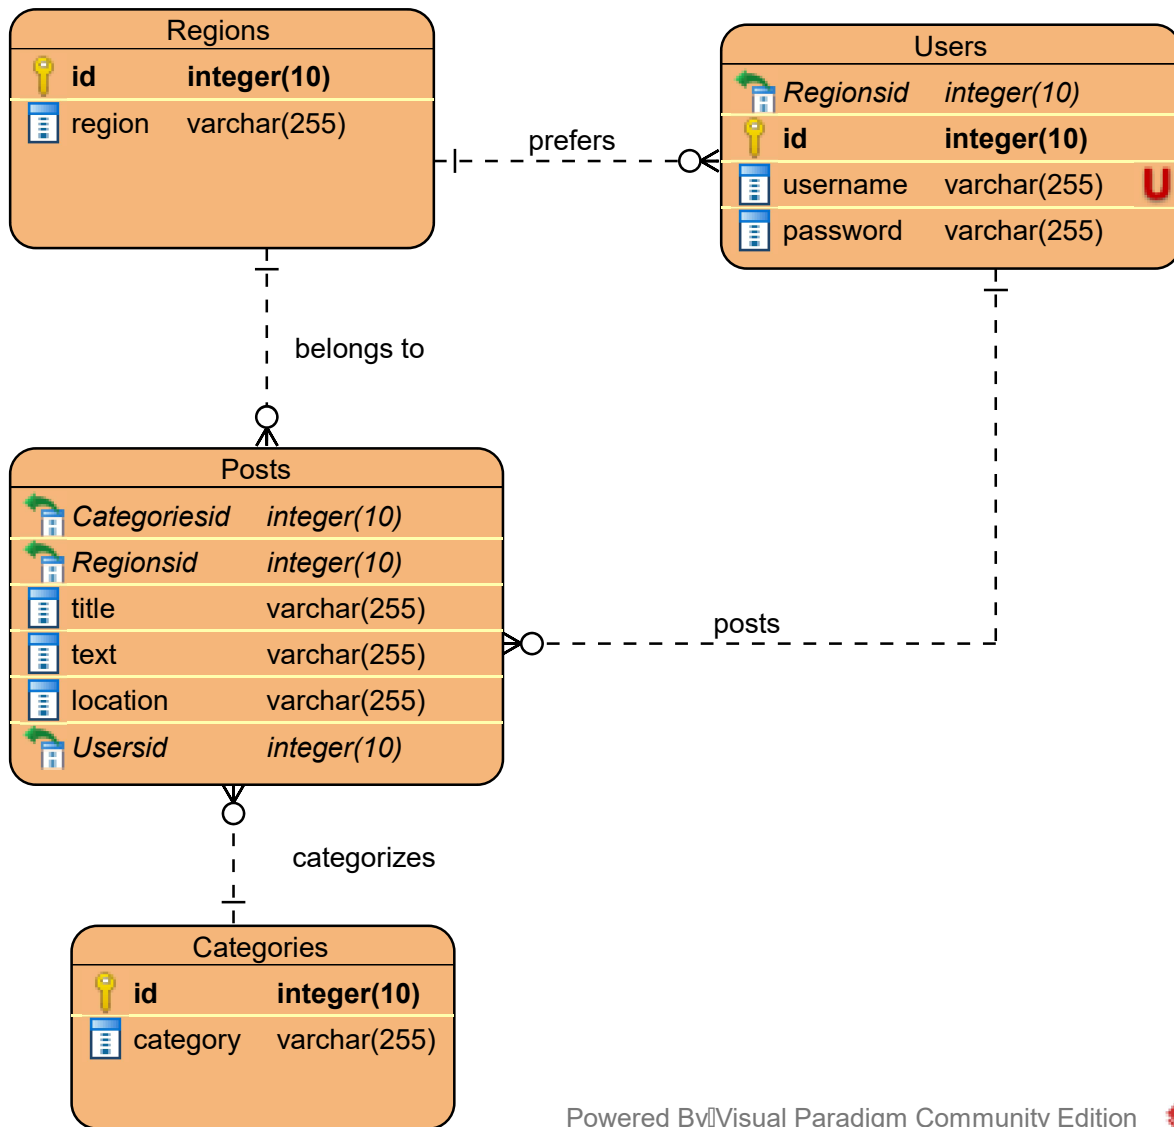 Regions
id integer(10)
region varchar(255)
prefers
Users
Regionsid integer(10)
id integer(10)
username varchar(255) U
password varchar(255)
belongs to
Posts
Categoriesid integer(10)
Regionsid integer(10)
title varchar(255)
text varchar(255)
location varchar(255)
Usersid integer(10)
posts
categorizes
Categories
id integer(10)
category varchar(255)
Powered By▯Visual Paradigm Community Edition